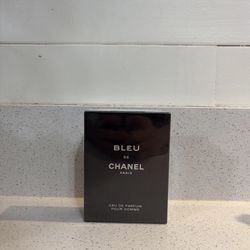 BLEU
DE
CHANEL
PARIS
EAU DE PARFUM
POUR HOMME